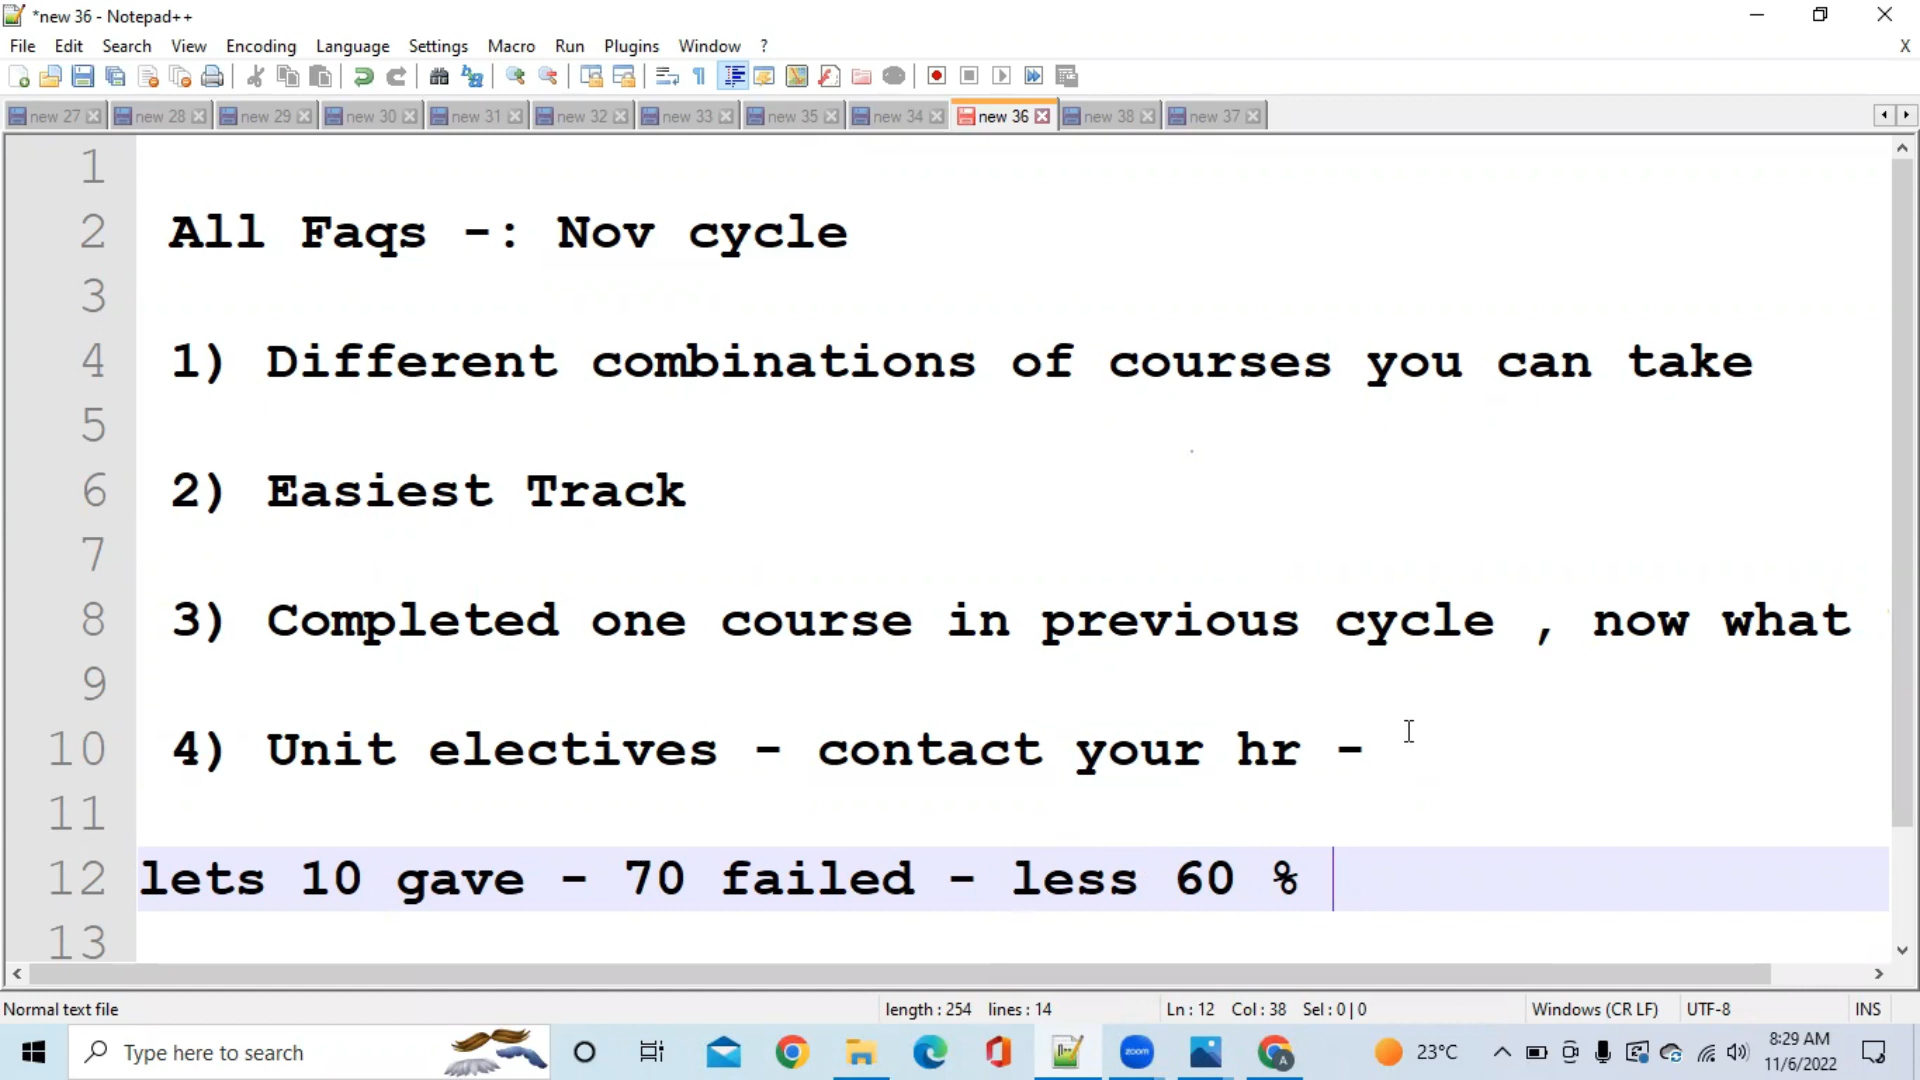 *new 36 - Notepad++
File Edit Search View Encoding Language Settings Macro Run Plugins Window ? X
new 27 new 28 new 29 new 30 new 31 new 32 new 33 new 35 new 34 new 36 new 38 new 37
1
2 All Faqs -: Nov cycle
3
4 1) Different combinations of courses you can take
5
6 2) Easiest Track
7
8 3) Completed one course in previous cycle , now what
9
10 4) Unit electives - contact your hr -
11
12 lets 10 gave - 70 failed - less 60 %
13
Normal text file length : 254 lines : 14 Ln : 12 Col : 38 Sel : 0 | 0 Windows (CR LF) UTF-8 INS
Type here to search zoom A 23°C 8:29 AM
11/6/2022